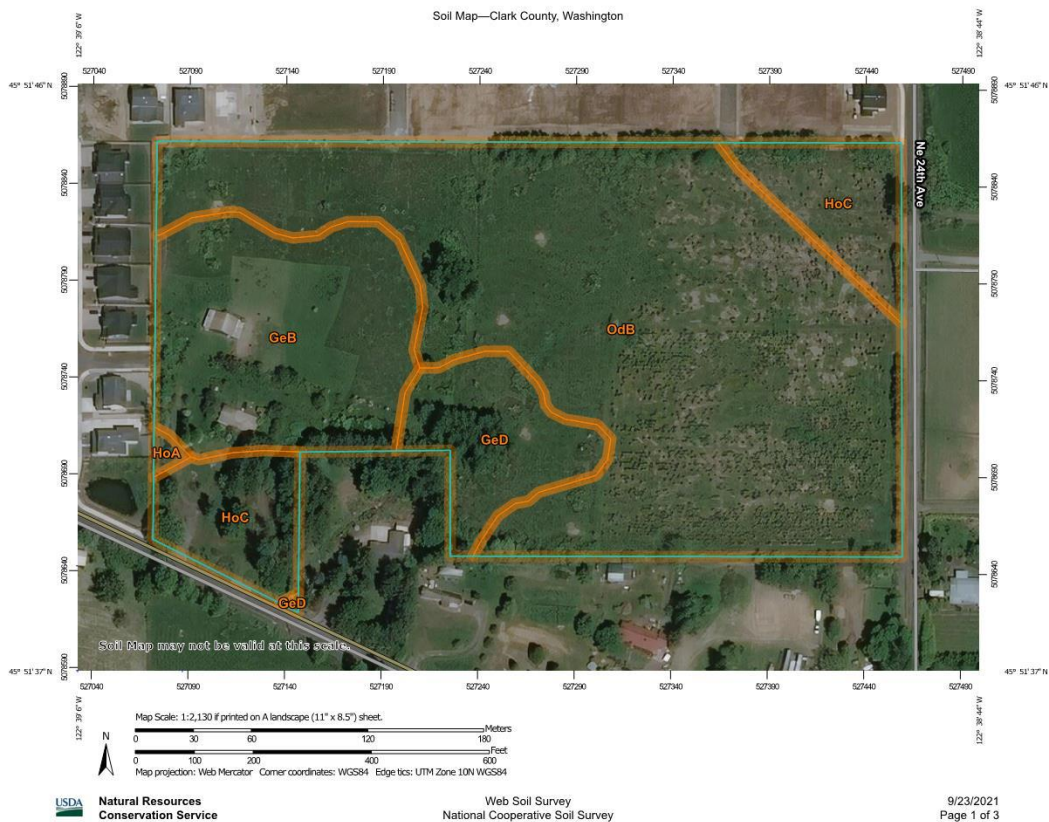 Soil Map—Clark County, Washington
122° 39' 6" W
122° 38' 44" W
527040 527090 527140 527190 527240 527290 527340 527390 527440 527490
45° 51' 46" N
45° 51' 46" N
5078890
5078890
5078840
5078840
5078790
5078790
5078740
5078740
5078690
5078690
5078640
5078640
5078590
5078590
Ne 24th Ave
HoC
OdB
GeB
GeD
HoA
HoC
GeD
Soil Map may not be valid at this scale.
45° 51' 37" N
45° 51' 37" N
527040 527090 527140 527190 527240 527290 527340 527390 527440 527490
122° 39' 6" W
122° 38' 44" W
Map Scale: 1:2,130 if printed on A landscape (11" x 8.5") sheet.
N
Meters
0 30 60 120 180
Feet
0 100 200 400 600
Map projection: Web Mercator Corner coordinates: WGS84 Edge tics: UTM Zone 10N WGS84
USDA
Natural Resources
Conservation Service
Web Soil Survey
National Cooperative Soil Survey
9/23/2021
Page 1 of 3